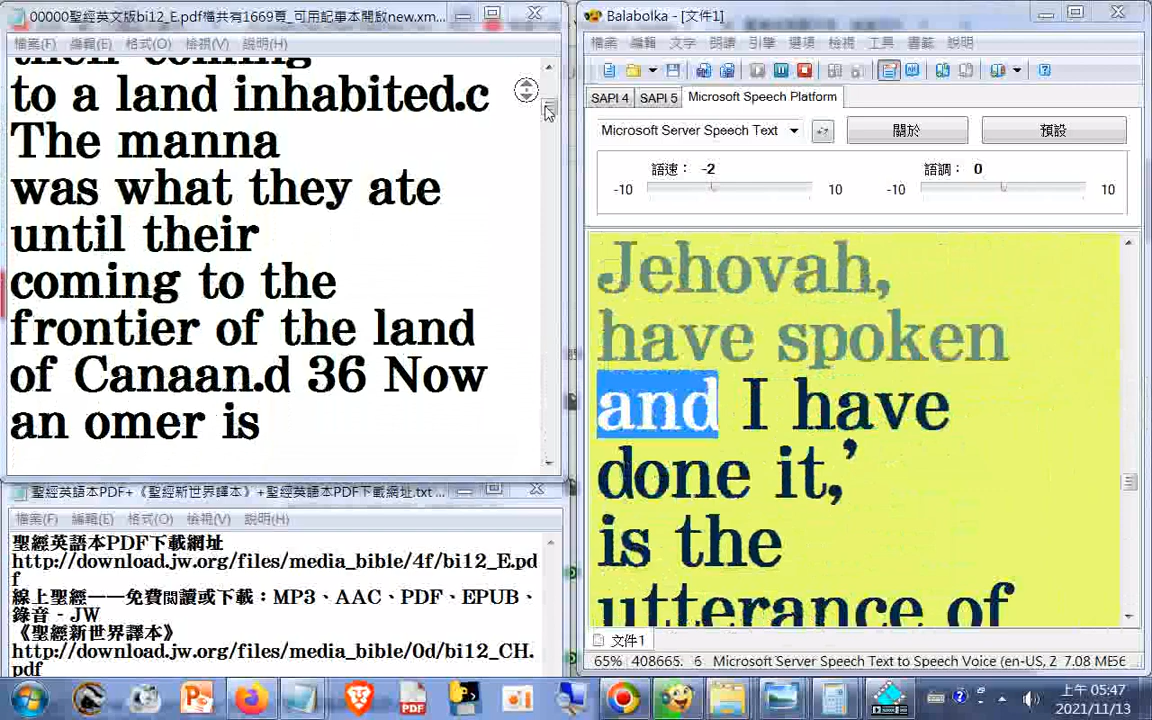 00000聖經英文版bi12_E.pdf檔共有1669頁_可用記事本開啟new.xm...
檔案(F) 編輯(E) 格式(O) 檢視(V) 說明(H)
their coming
to a land inhabited.c
The manna
was what they ate
until their
coming to the
frontier of the land
of Canaan.d 36 Now
an omer is
聖經英語本PDF+《聖經新世界譯本》+聖經英語本PDF下載網址.txt ...
檔案(F) 編輯(E) 格式(O) 檢視(V) 說明(H)
聖經英語本PDF下載網址
http://download.jw.org/files/media_bible/4f/bi12_E.pd
f
線上聖經——免費閱讀或下載：MP3、AAC、PDF、EPUB、
錄音 - JW
《聖經新世界譯本》
http://download.jw.org/files/media_bible/0d/bi12_CH.
pdf
Balabolka - [文件1]
檔案 編輯 文字 朗讀 引擎 選項 檢視 工具 書籤 說明
SAPI 4 SAPI 5 Microsoft Speech Platform
Microsoft Server Speech Text 關於 預設
語速： -2 語調： 0
-10 10 -10 10
Jehovah,
have spoken
and I have
done it,’
is the
utterance of
文件1
65% 408665. 6 Microsoft Server Speech Text to Speech Voice (en-US, Z 7.08 ME56
PDF
上午 05:47
2021/11/13